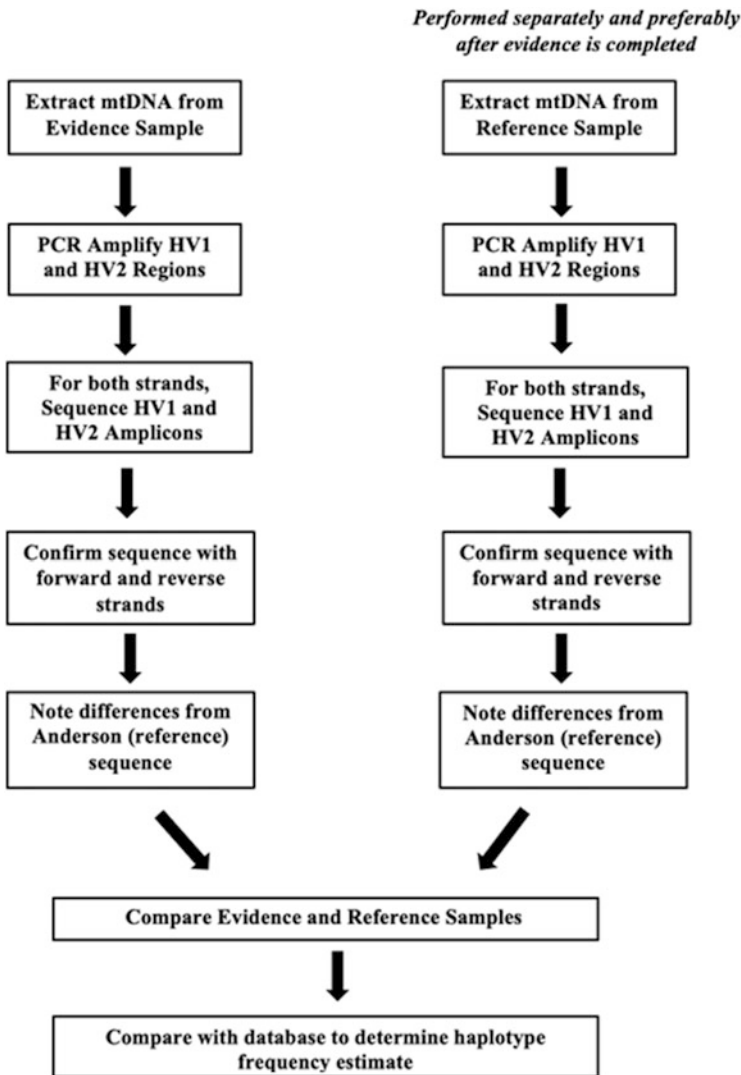 Performed separately and preferably
after evidence is completed
Extract mtDNA from
Evidence Sample
PCR Amplify HV1
and HV2 Regions
For both strands,
Sequence HV1 and
HV2 Amplicons
Confirm sequence with
forward and reverse
strands
Note differences from
Anderson (reference)
sequence
Extract mtDNA from
Reference Sample
PCR Amplify HV1
and HV2 Regions
For both strands,
Sequence HV1 and
HV2 Amplicons
Confirm sequence with
forward and reverse
strands
Note differences from
Anderson (reference)
sequence
Compare Evidence and Reference Samples
Compare with database to determine haplotype
frequency estimate